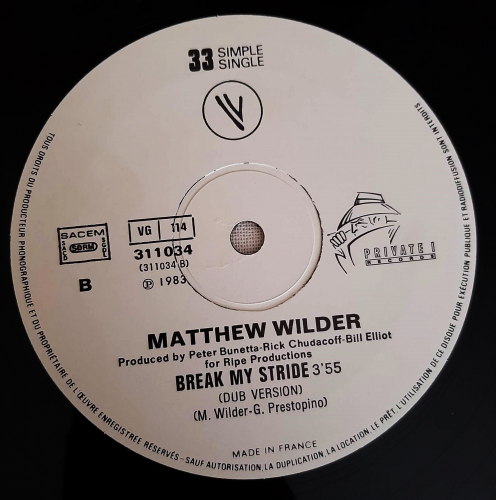 33 SIMPLE
SINGLE
SACEM
SACD 50RM SDRM
SGDL
VG 114
311034
(311034 B)
Ⓟ 1983
B
PRIVATE I
RECORDS
MATTHEW WILDER
Produced by Peter Bunetta-Rick Chudacoff-Bill Elliot
for Ripe Productions
BREAK MY STRIDE 3'55
(DUB VERSION)
(M. Wilder-G. Prestopino)
MADE IN FRANCE
TOUS DROITS DU PRODUCTEUR PHONOGRAPHIQUE ET DU PROPRIÉTAIRE DE L'ŒUVRE ENREGISTRÉE RÉSERVÉS-SAUF AUTORISATION, LA DUPLICATION, LA LOCATION, LE PRÊT, L'UTILISATION DE CE DISQUE POUR EXÉCUTION PUBLIQUE ET RADIODIFFUSION SONT INTERDITS